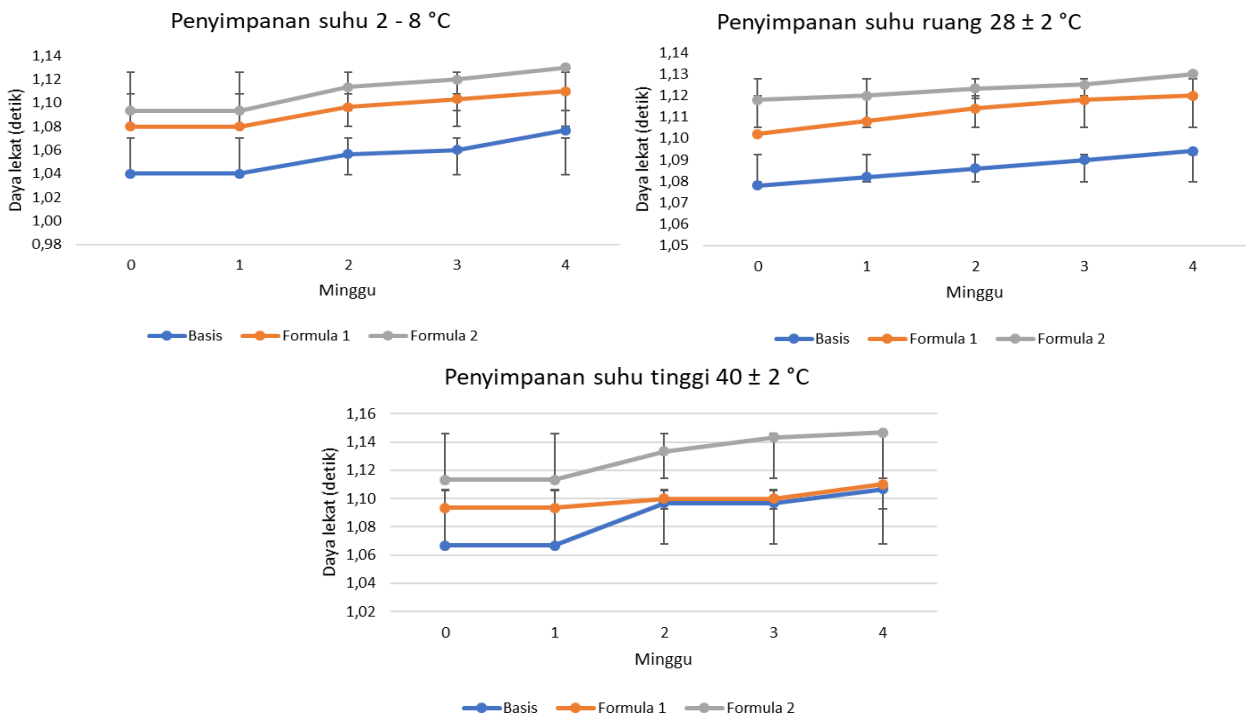 Penyimpanan suhu 2 - 8 °C
Daya lekat (detik)
1,14
1,12
1,10
1,08
1,06
1,04
1,02
1,00
0,98
0 1 2 3 4
Minggu
Basis Formula 1 Formula 2
Penyimpanan suhu ruang 28 ± 2 °C
Daya lekat (detik)
1,14
1,13
1,12
1,11
1,10
1,09
1,08
1,07
1,06
1,05
0 1 2 3 4
Minggu
Basis Formula 1 Formula 2
Penyimpanan suhu tinggi 40 ± 2 °C
Daya lekat (detik)
1,16
1,14
1,12
1,10
1,08
1,06
1,04
1,02
0 1 2 3 4
Minggu
Basis Formula 1 Formula 2